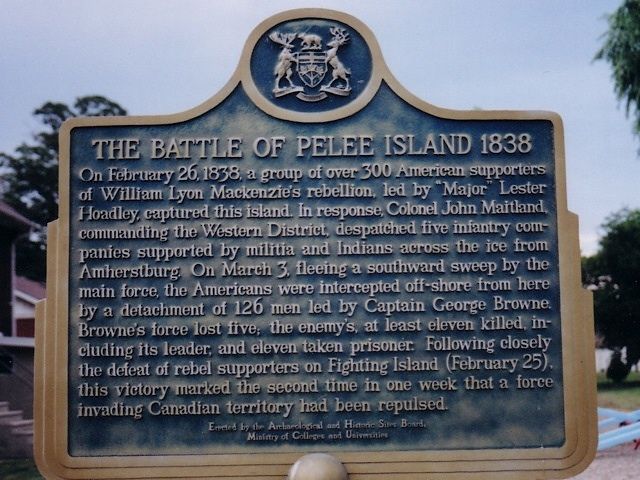 THE BATTLE OF PELEE ISLAND 1838
On February 26, 1838, a group of over 300 American supporters
of William Lyon Mackenzie's rebellion, led by "Major" Lester
Hoadley, captured this island. In response, Colonel John Maitland,
commanding the Western District, despatched five infantry com-
panies supported by militia and Indians across the ice from
Amherstburg. On March 3, fleeing a southward sweep by the
main force, the Americans were intercepted off-shore from here
by a detachment of 126 men led by Captain George Browne.
Browne's force lost five; the enemy's, at least eleven killed, in-
cluding its leader, and eleven taken prisoner. Following closely
the defeat of rebel supporters on Fighting Island (February 25),
this victory marked the second time in one week that a force
invading Canadian territory had been repulsed.
Erected by the Archaeological and Historic Sites Board,
Ministry of Colleges and Universities